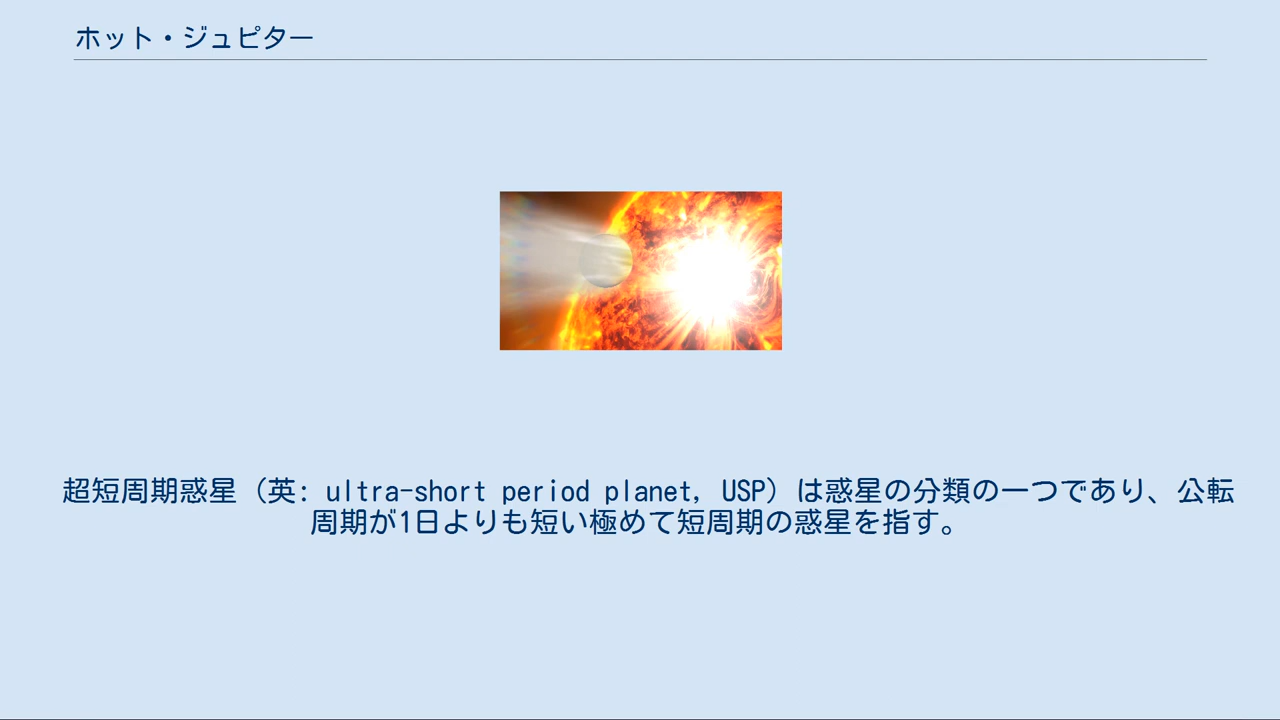 ホット・ジュピター
超短周期惑星（英: ultra-short period planet, USP）は惑星の分類の一つであり、公転
周期が1日よりも短い極めて短周期の惑星を指す。